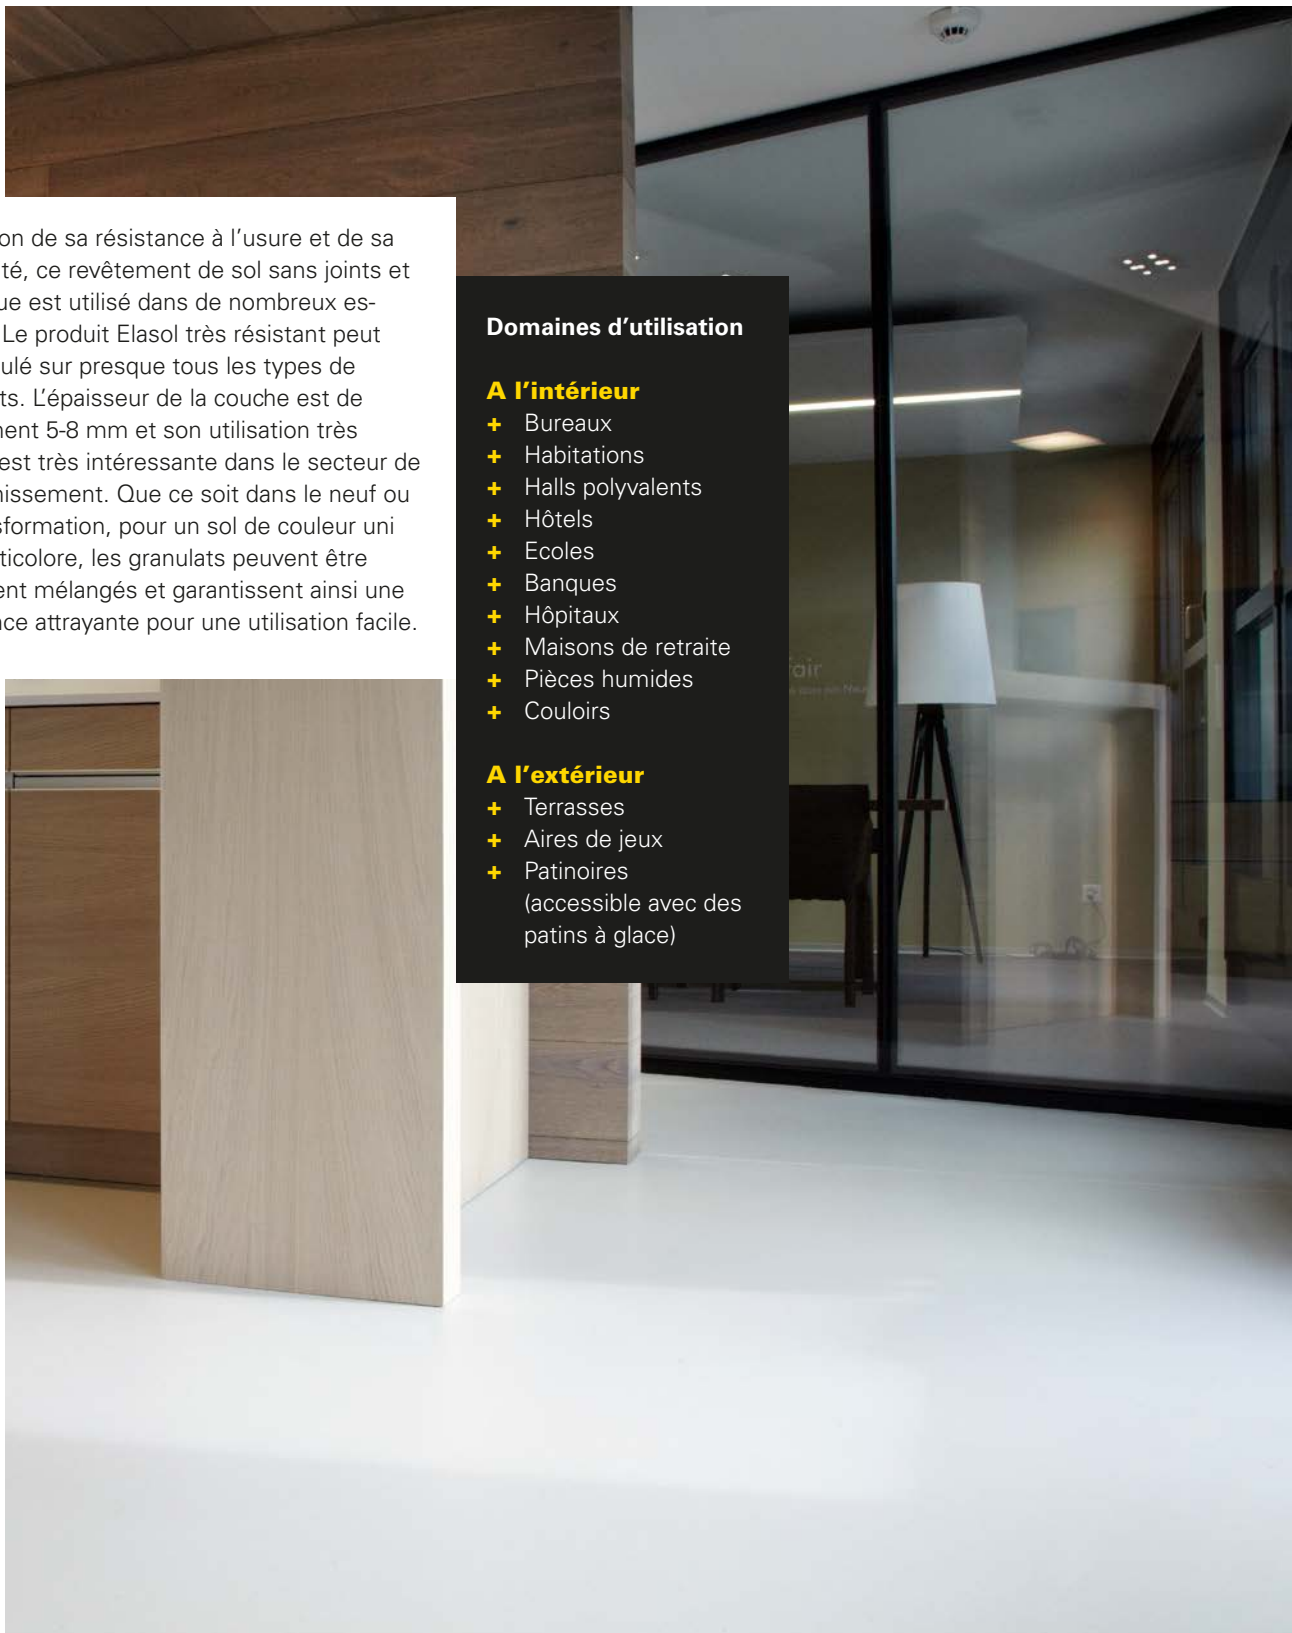 on de sa résistance à l'usure et de sa
té, ce revêtement de sol sans joints et
ue est utilisé dans de nombreux es-
Le produit Elasol très résistant peut
ulé sur presque tous les types de
ts. L'épaisseur de la couche est de
ment 5-8 mm et son utilisation très
est très intéressante dans le secteur de
nissement. Que ce soit dans le neuf ou
sformation, pour un sol de couleur uni
ticolore, les granulats peuvent être
ent mélangés et garantissent ainsi une
nce attrayante pour une utilisation facile.
Domaines d'utilisation
A l'intérieur
+ Bureaux
+ Habitations
+ Halls polyvalents
+ Hôtels
+ Ecoles
+ Banques
+ Hôpitaux
+ Maisons de retraite
+ Pièces humides
+ Couloirs
A l'extérieur
+ Terrasses
+ Aires de jeux
+ Patinoires
(accessible avec des
patins à glace)
fair